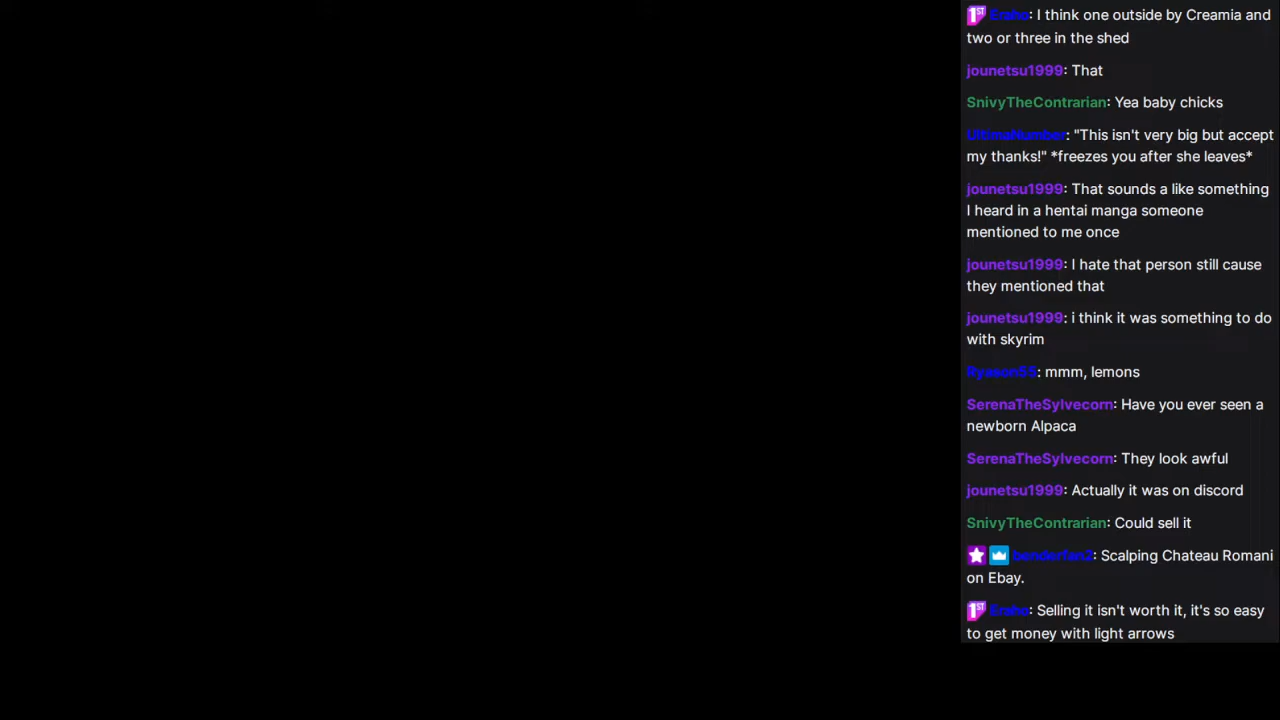 1ST Eraho: I think one outside by Creamia and
two or three in the shed
jounetsu1999: That
SnivyTheContrarian: Yea baby chicks
UltimaNumber: "This isn't very big but accept
my thanks!" *freezes you after she leaves*
jounetsu1999: That sounds a like something
I heard in a hentai manga someone
mentioned to me once
jounetsu1999: I hate that person still cause
they mentioned that
jounetsu1999: i think it was something to do
with skyrim
Ryason55: mmm, lemons
SerenaTheSylvecorn: Have you ever seen a
newborn Alpaca
SerenaTheSylvecorn: They look awful
jounetsu1999: Actually it was on discord
SnivyTheContrarian: Could sell it
benderfan2: Scalping Chateau Romani
on Ebay.
1ST Eraho: Selling it isn't worth it, it's so easy
to get money with light arrows